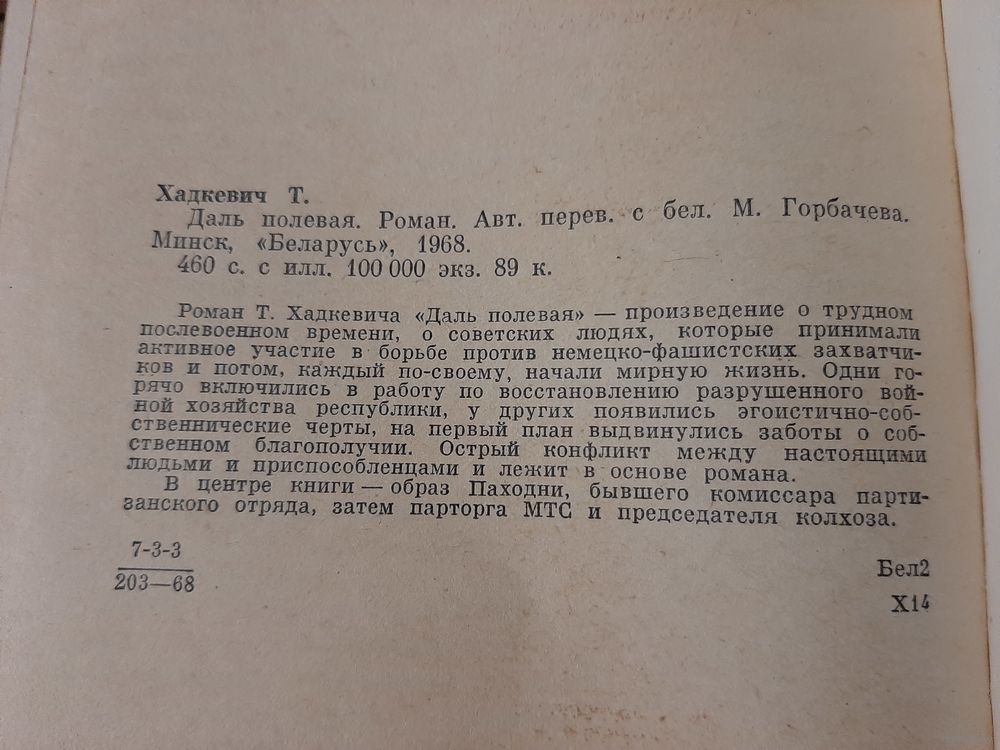 Хадкевич Т.
Даль полевая. Роман. Авт. перев. с бел. М. Горбачева.
Минск, «Беларусь», 1968.
460 с. с илл. 100 000 экз. 89 к.
Роман Т. Хадкевича «Даль полевая» — произведение о трудном
послевоенном времени, о советских людях, которые принимали
активное участие в борьбе против немецко-фашистских захватчи-
ков и потом, каждый по-своему, начали мирную жизнь. Одни го-
рячо включились в работу по восстановлению разрушенного вой-
ной хозяйства республики, у других появились эгоистично-соб-
ственнические черты, на первый план выдвинулись заботы о соб-
ственном благополучии. Острый конфликт между настоящими
людьми и приспособленцами и лежит в основе романа.
В центре книги — образ Паходни, бывшего комиссара парти-
занского отряда, затем парторга МТС и председателя колхоза.
7-3-3
203—68
Бел2
Х14